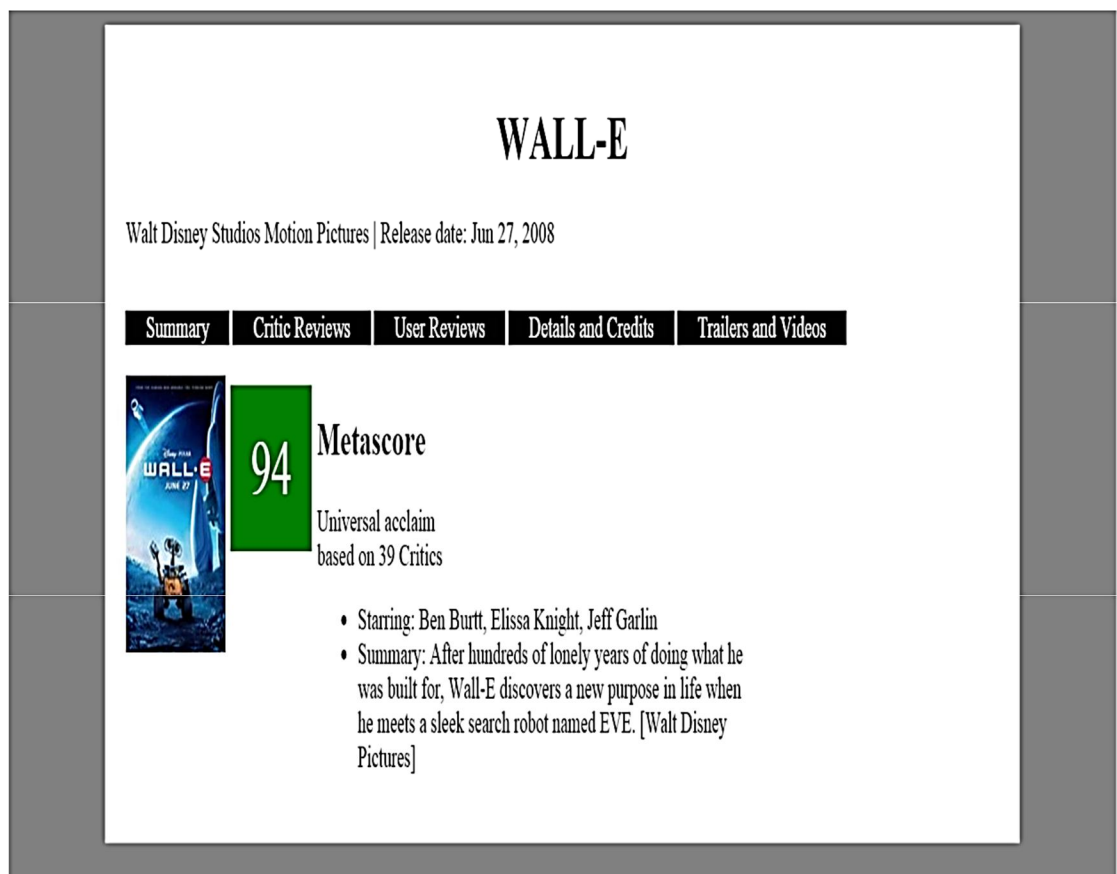 WALL-E
Walt Disney Studios Motion Pictures | Release date: Jun 27, 2008
Summary
Critic Reviews
User Reviews
Details and Credits
Trailers and Videos
Disney PIXAR
WALL-E
JUNE 27
94
Metascore
Universal acclaim
based on 39 Critics
• Starring: Ben Burtt, Elissa Knight, Jeff Garlin
• Summary: After hundreds of lonely years of doing what he
was built for, Wall-E discovers a new purpose in life when
he meets a sleek search robot named EVE. [Walt Disney
Pictures]